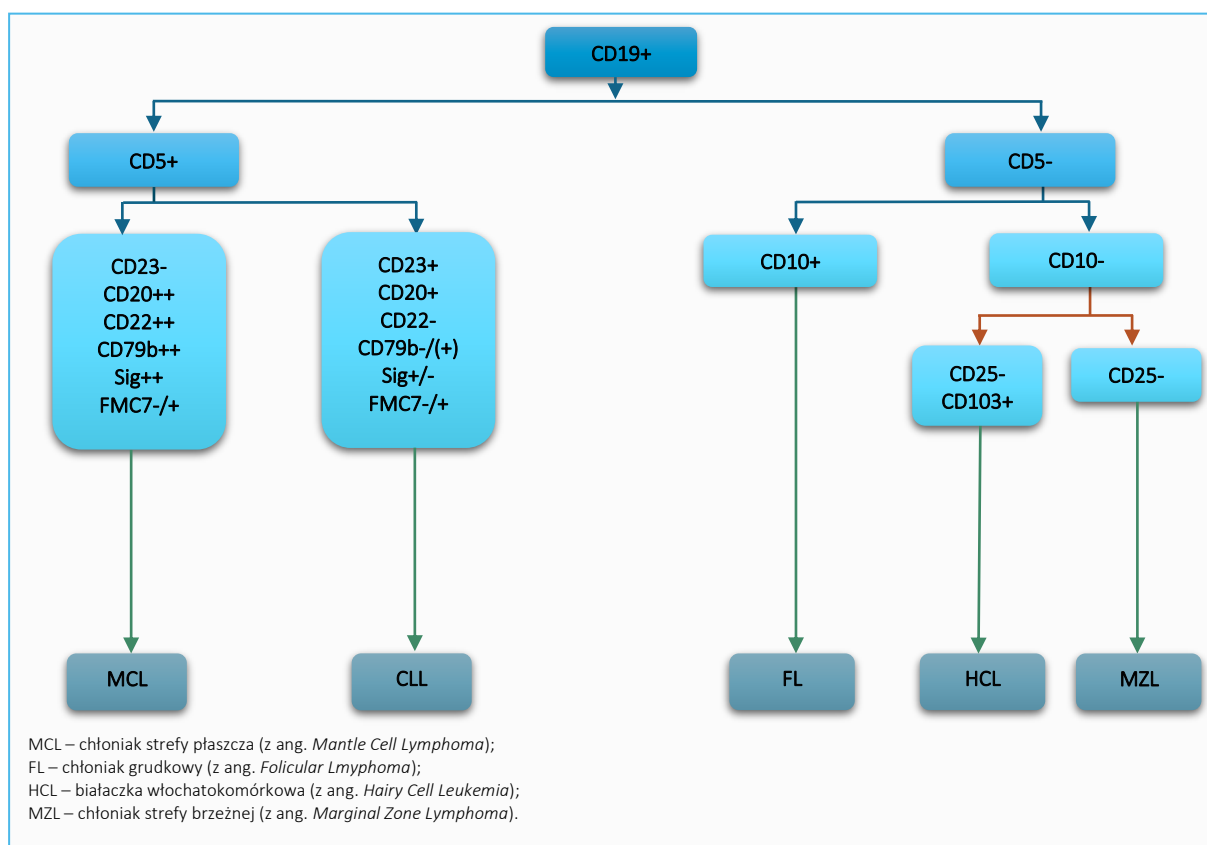 CD19+
CD5+
CD5-
CD23-
CD20++
CD22++
CD79b++
Sig++
FMC7-/+
CD23+
CD20+
CD22-
CD79b-/(+)
Sig+/-
FMC7-/+
CD10+
CD10-
CD25-
CD103+
CD25-
MCL
CLL
FL
HCL
MZL
MCL – chłoniak strefy płaszcza (z ang. Mantle Cell Lymphoma);
FL – chłoniak grudkowy (z ang. Folicular Lmyphoma);
HCL – białaczka włochatokomórkowa (z ang. Hairy Cell Leukemia);
MZL – chłoniak strefy brzeżnej (z ang. Marginal Zone Lymphoma).